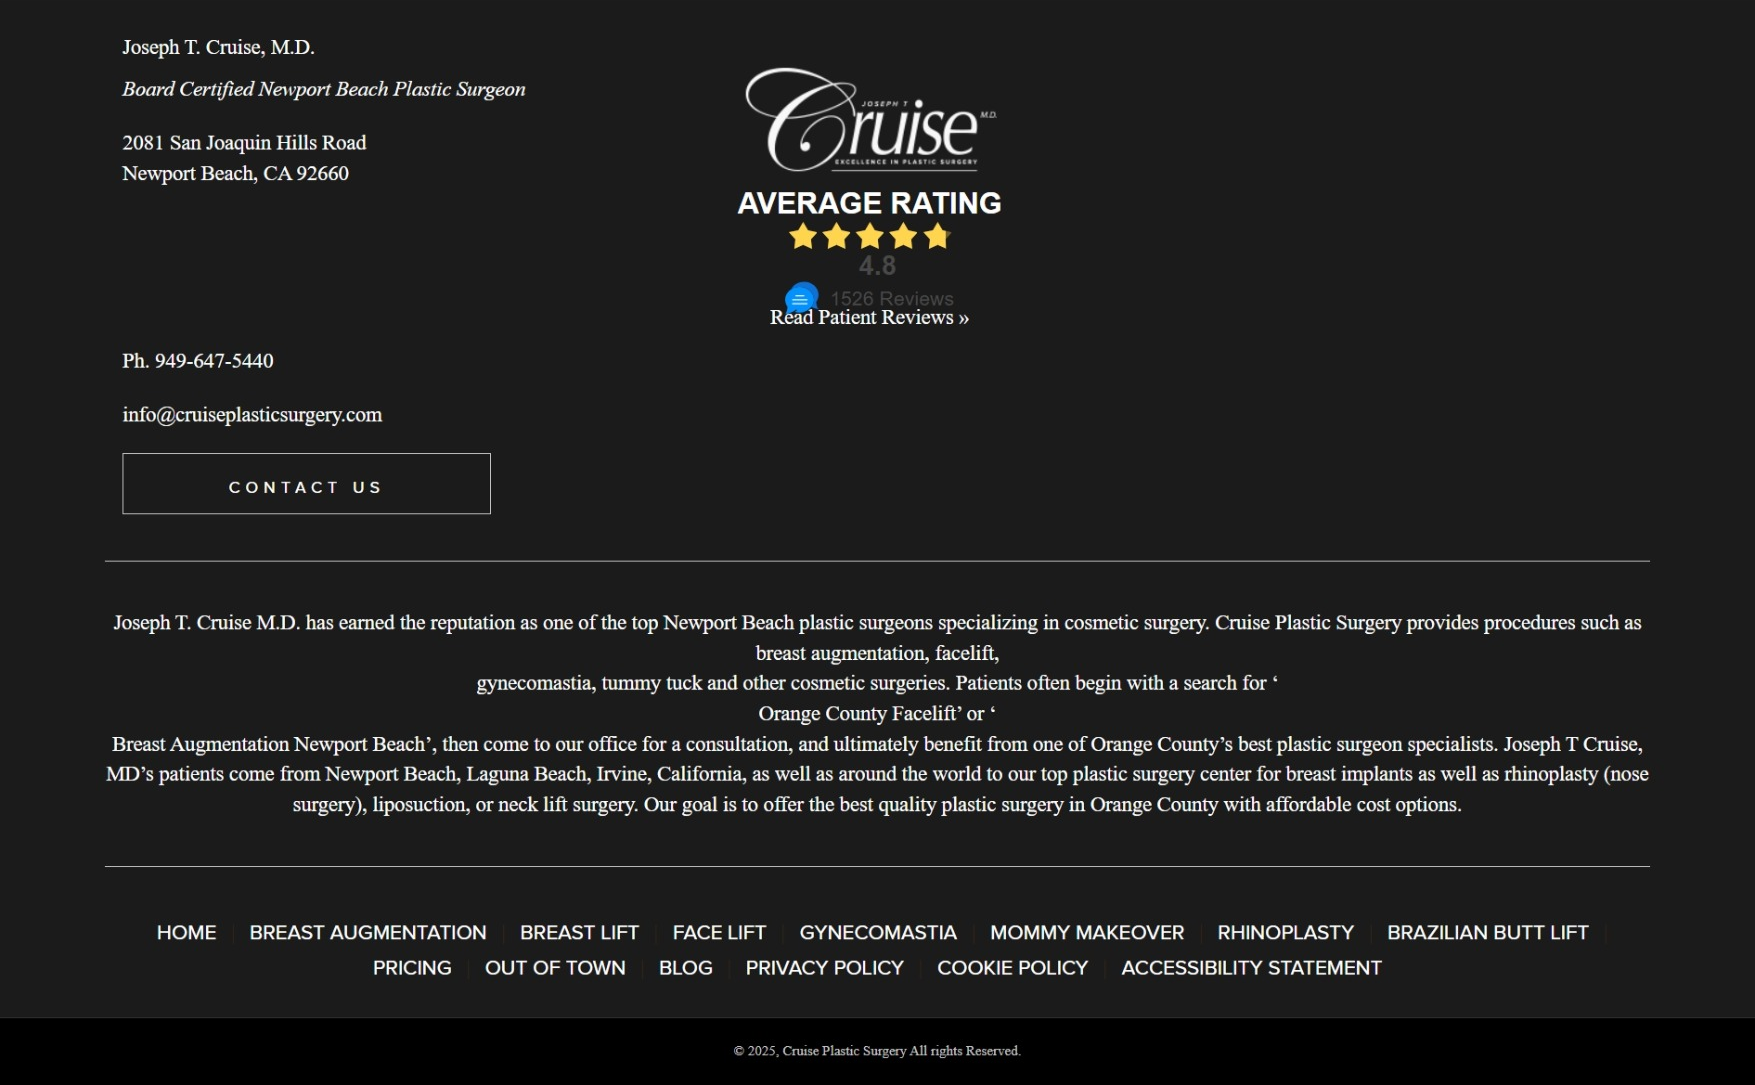 Joseph T. Cruise, M.D.
Board Certified Newport Beach Plastic Surgeon
2081 San Joaquin Hills Road
Newport Beach, CA 92660
Ph. 949-647-5440
info@cruiseplasticsurgery.com
CONTACT US
JOSEPH T
Cruise M.D.
EXCELLENCE IN PLASTIC SURGERY
AVERAGE RATING
4.8
1526 Reviews
Read Patient Reviews »
Joseph T. Cruise M.D. has earned the reputation as one of the top Newport Beach plastic surgeons specializing in cosmetic surgery. Cruise Plastic Surgery provides procedures such as
breast augmentation, facelift,
gynecomastia, tummy tuck and other cosmetic surgeries. Patients often begin with a search for ‘
Orange County Facelift’ or ‘
Breast Augmentation Newport Beach’, then come to our office for a consultation, and ultimately benefit from one of Orange County’s best plastic surgeon specialists. Joseph T Cruise,
MD’s patients come from Newport Beach, Laguna Beach, Irvine, California, as well as around the world to our top plastic surgery center for breast implants as well as rhinoplasty (nose
surgery), liposuction, or neck lift surgery. Our goal is to offer the best quality plastic surgery in Orange County with affordable cost options.
HOME BREAST AUGMENTATION BREAST LIFT FACE LIFT GYNECOMASTIA MOMMY MAKEOVER RHINOPLASTY BRAZILIAN BUTT LIFT
PRICING OUT OF TOWN BLOG PRIVACY POLICY COOKIE POLICY ACCESSIBILITY STATEMENT
© 2025, Cruise Plastic Surgery All rights Reserved.